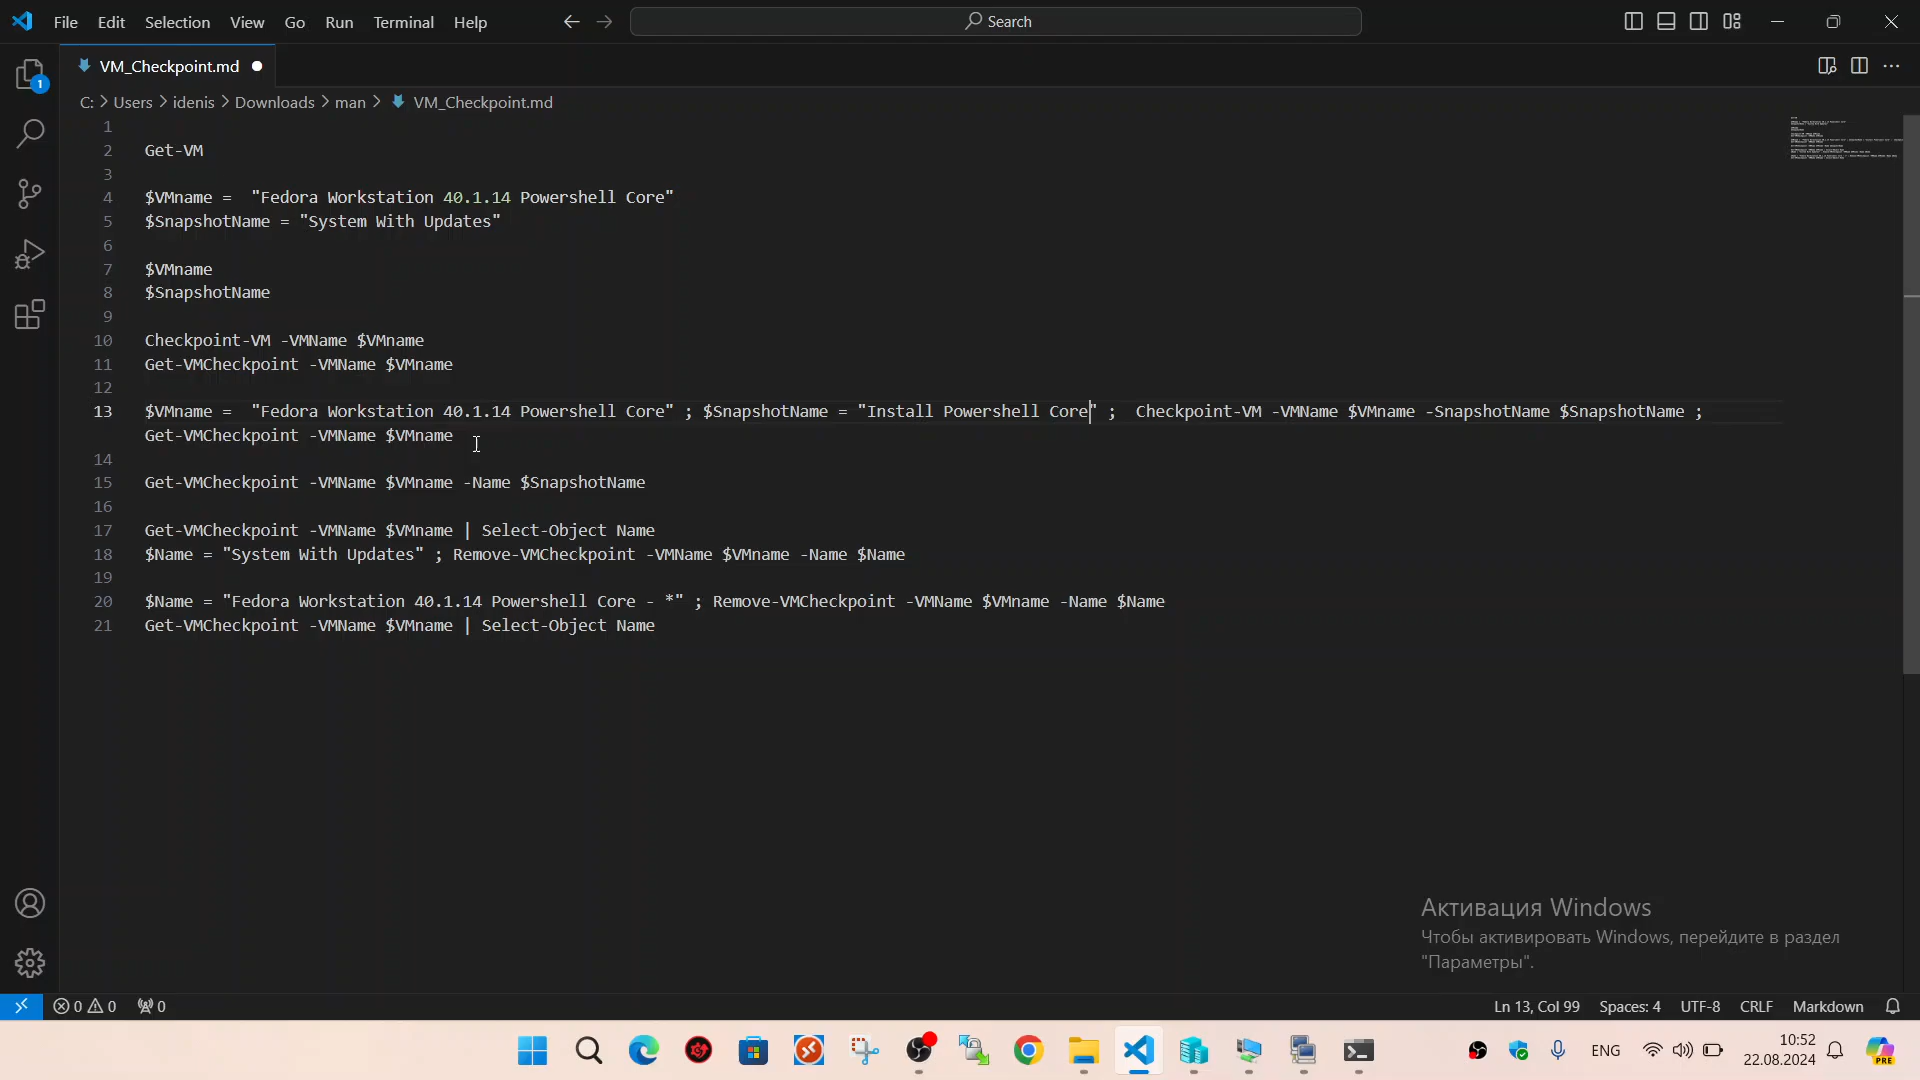 File Edit Selection View Go Run Terminal Help
Search
VM_Checkpoint.md
C: > Users > idenis > Downloads > man > VM_Checkpoint.md
1
1
2 Get-VM
3
4 $VMname =  "Fedora Workstation 40.1.14 Powershell Core"
5 $SnapshotName = "System With Updates"
6
7 $VMname
8 $SnapshotName
9
10 Checkpoint-VM -VMName $VMname
11 Get-VMCheckpoint -VMName $VMname
12
13 $VMname =  "Fedora Workstation 40.1.14 Powershell Core" ; $SnapshotName = "Install Powershell Core" ;  Checkpoint-VM -VMName $VMname -SnapshotName $SnapshotName ;
Get-VMCheckpoint -VMName $VMname
14
15 Get-VMCheckpoint -VMName $VMname -Name $SnapshotName
16
17 Get-VMCheckpoint -VMName $VMname | Select-Object Name
18 $Name = "System With Updates" ; Remove-VMCheckpoint -VMName $VMname -Name $Name
19
20 $Name = "Fedora Workstation 40.1.14 Powershell Core - *" ; Remove-VMCheckpoint -VMName $VMname -Name $Name
21 Get-VMCheckpoint -VMName $VMname | Select-Object Name
Активация Windows
Чтобы активировать Windows, перейдите в раздел
"Параметры".
0 0 0 Ln 13, Col 99 Spaces: 4 UTF-8 CRLF Markdown
ENG 10:52
22.08.2024
PRE